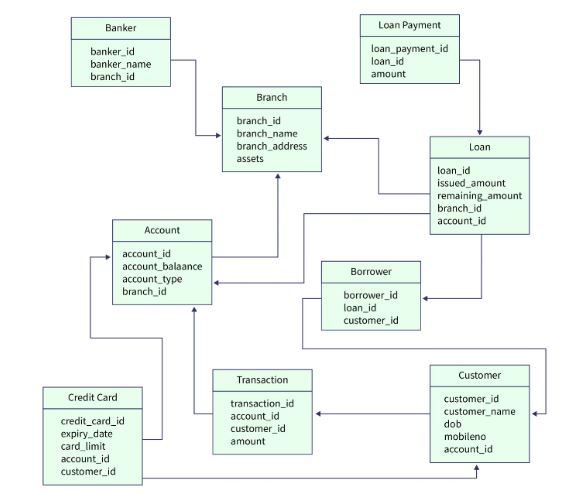 Banker
banker_id
banker_name
branch_id
Loan Payment
loan_payment_id
loan_id
amount
Branch
branch_id
branch_name
branch_address
assets
Loan
loan_id
issued_amount
remaining_amount
branch_id
account_id
Account
account_id
account_balaance
account_type
branch_id
Borrower
borrower_id
loan_id
customer_id
Transaction
transaction_id
account_id
customer_id
amount
Customer
customer_id
customer_name
dob
mobileno
account_id
Credit Card
credit_card_id
expiry_date
card_limit
account_id
customer_id